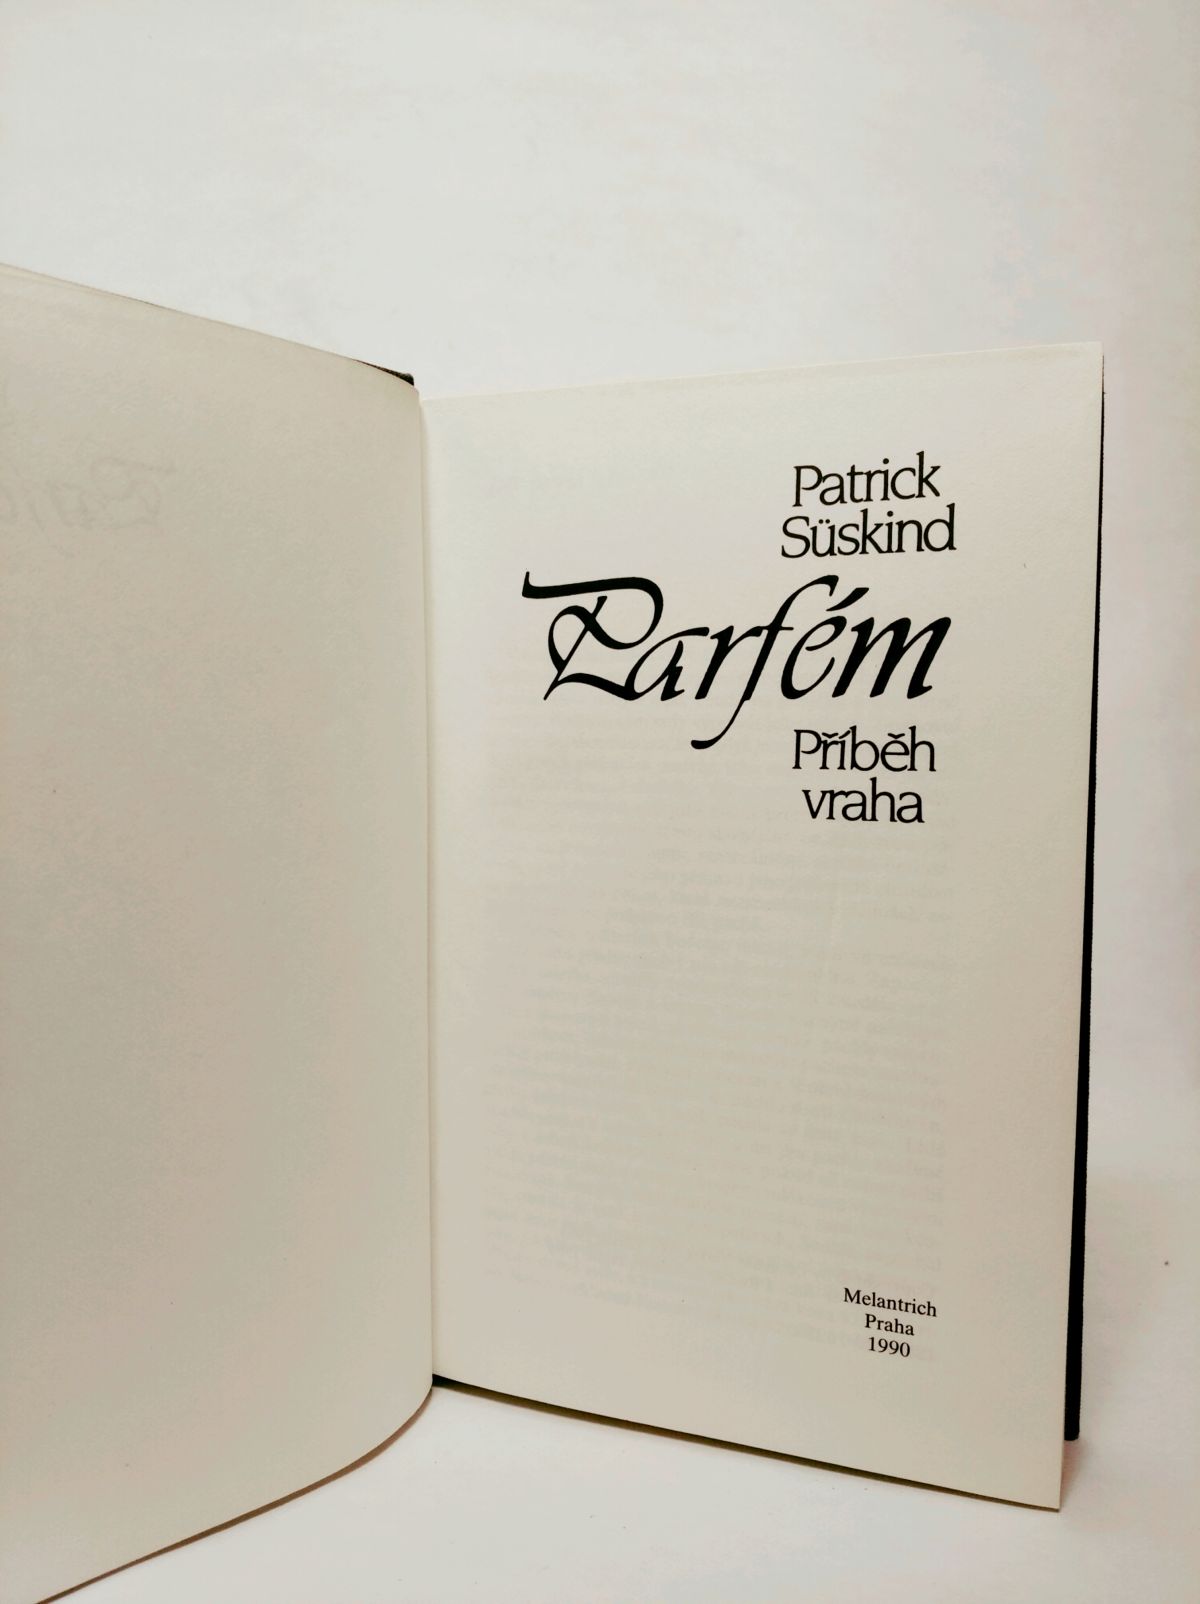 Patrick
Süskind
Parfém
Příběh
vraha
Melantrich
Praha
1990